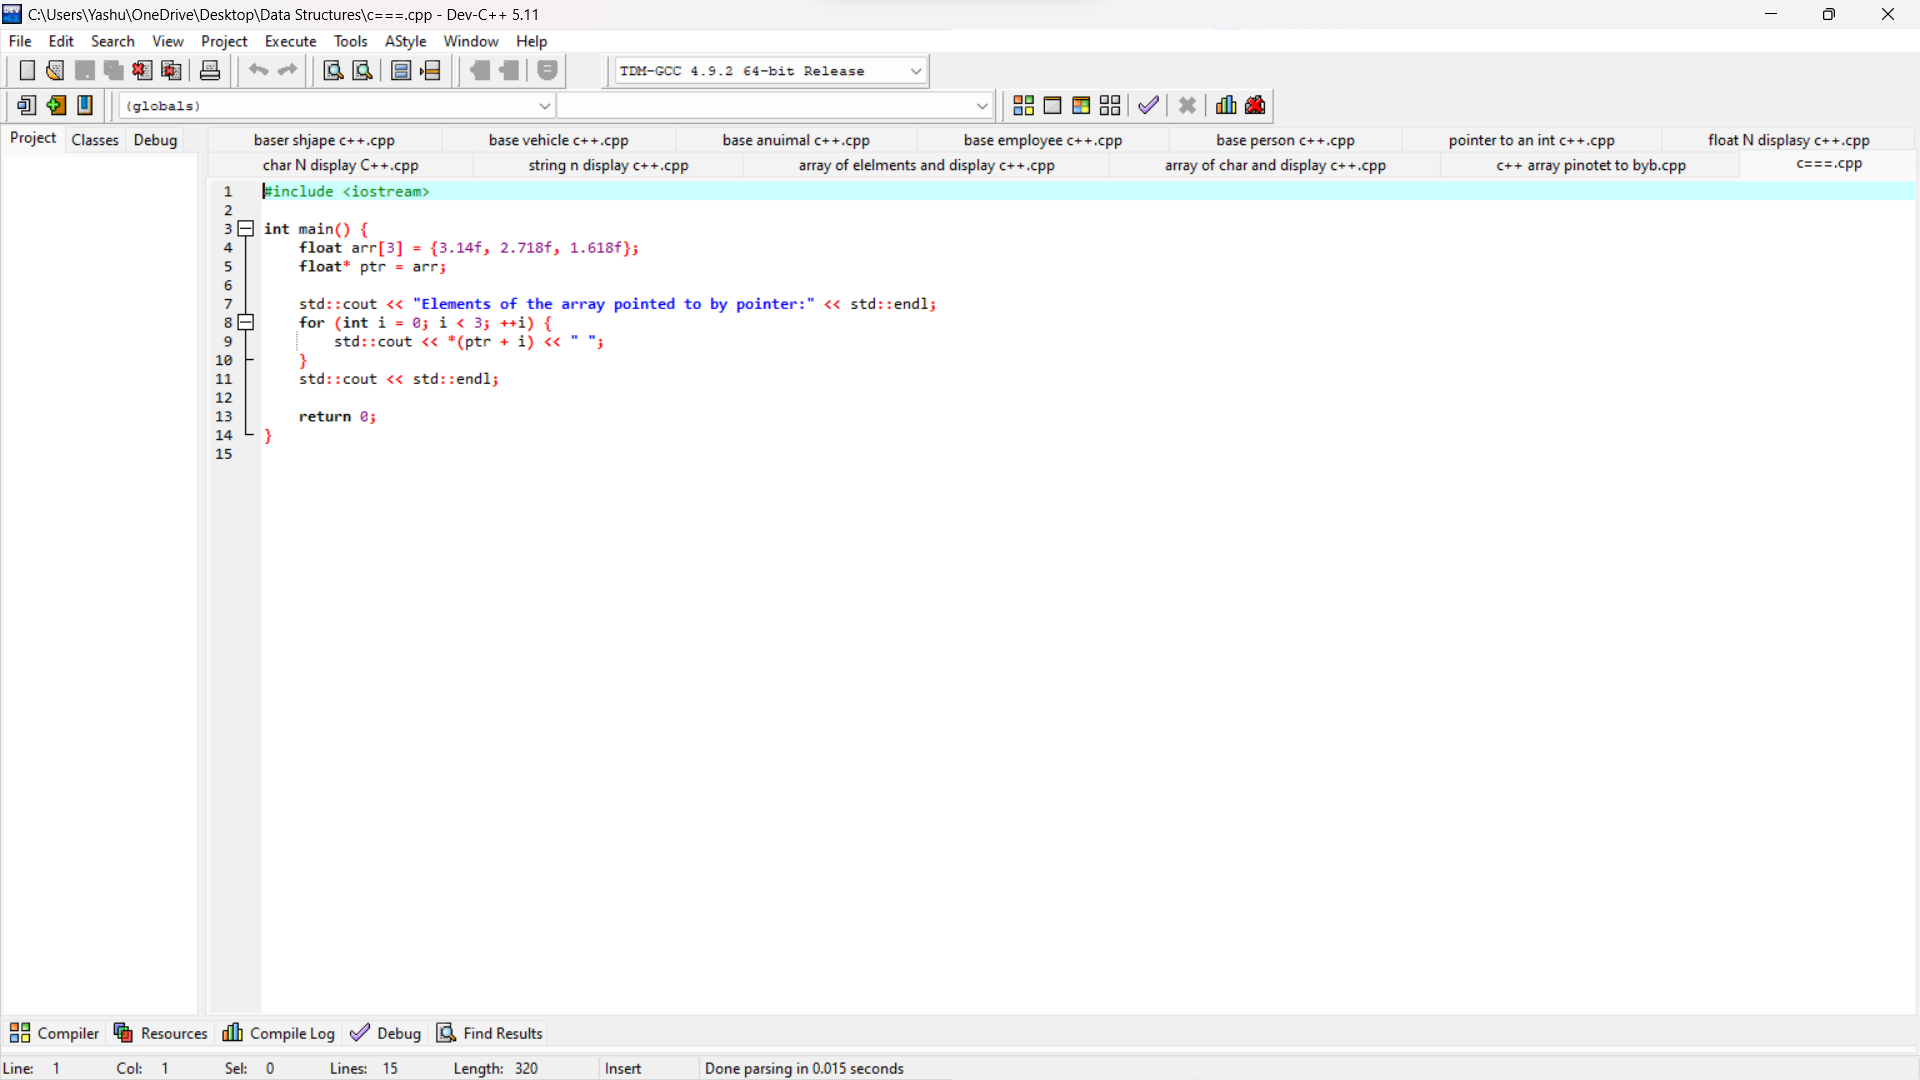 C:\Users\Yashu\OneDrive\Desktop\Data Structures\c===.cpp - Dev-C++ 5.11
File Edit Search View Project Execute Tools AStyle Window Help
TDM-GCC 4.9.2 64-bit Release
(globals)
Project Classes Debug
baser shjape c++.cpp base vehicle c++.cpp base anuimal c++.cpp base employee c++.cpp base person c++.cpp pointer to an int c++.cpp float N displasy c++.cpp
char N display C++.cpp string n display c++.cpp array of elelments and display c++.cpp array of char and display c++.cpp c++ array pinotet to byb.cpp c===.cpp
1 #include <iostream>
2
3 int main() {
4 float arr[3] = {3.14f, 2.718f, 1.618f};
5 float* ptr = arr;
6
7 std::cout << "Elements of the array pointed to by pointer:" << std::endl;
8 for (int i = 0; i < 3; ++i) {
9 std::cout << *(ptr + i) << " ";
10 }
11 std::cout << std::endl;
12
13 return 0;
14 }
15
Compiler Resources Compile Log Debug Find Results
Line: 1 Col: 1 Sel: 0 Lines: 15 Length: 320 Insert Done parsing in 0.015 seconds